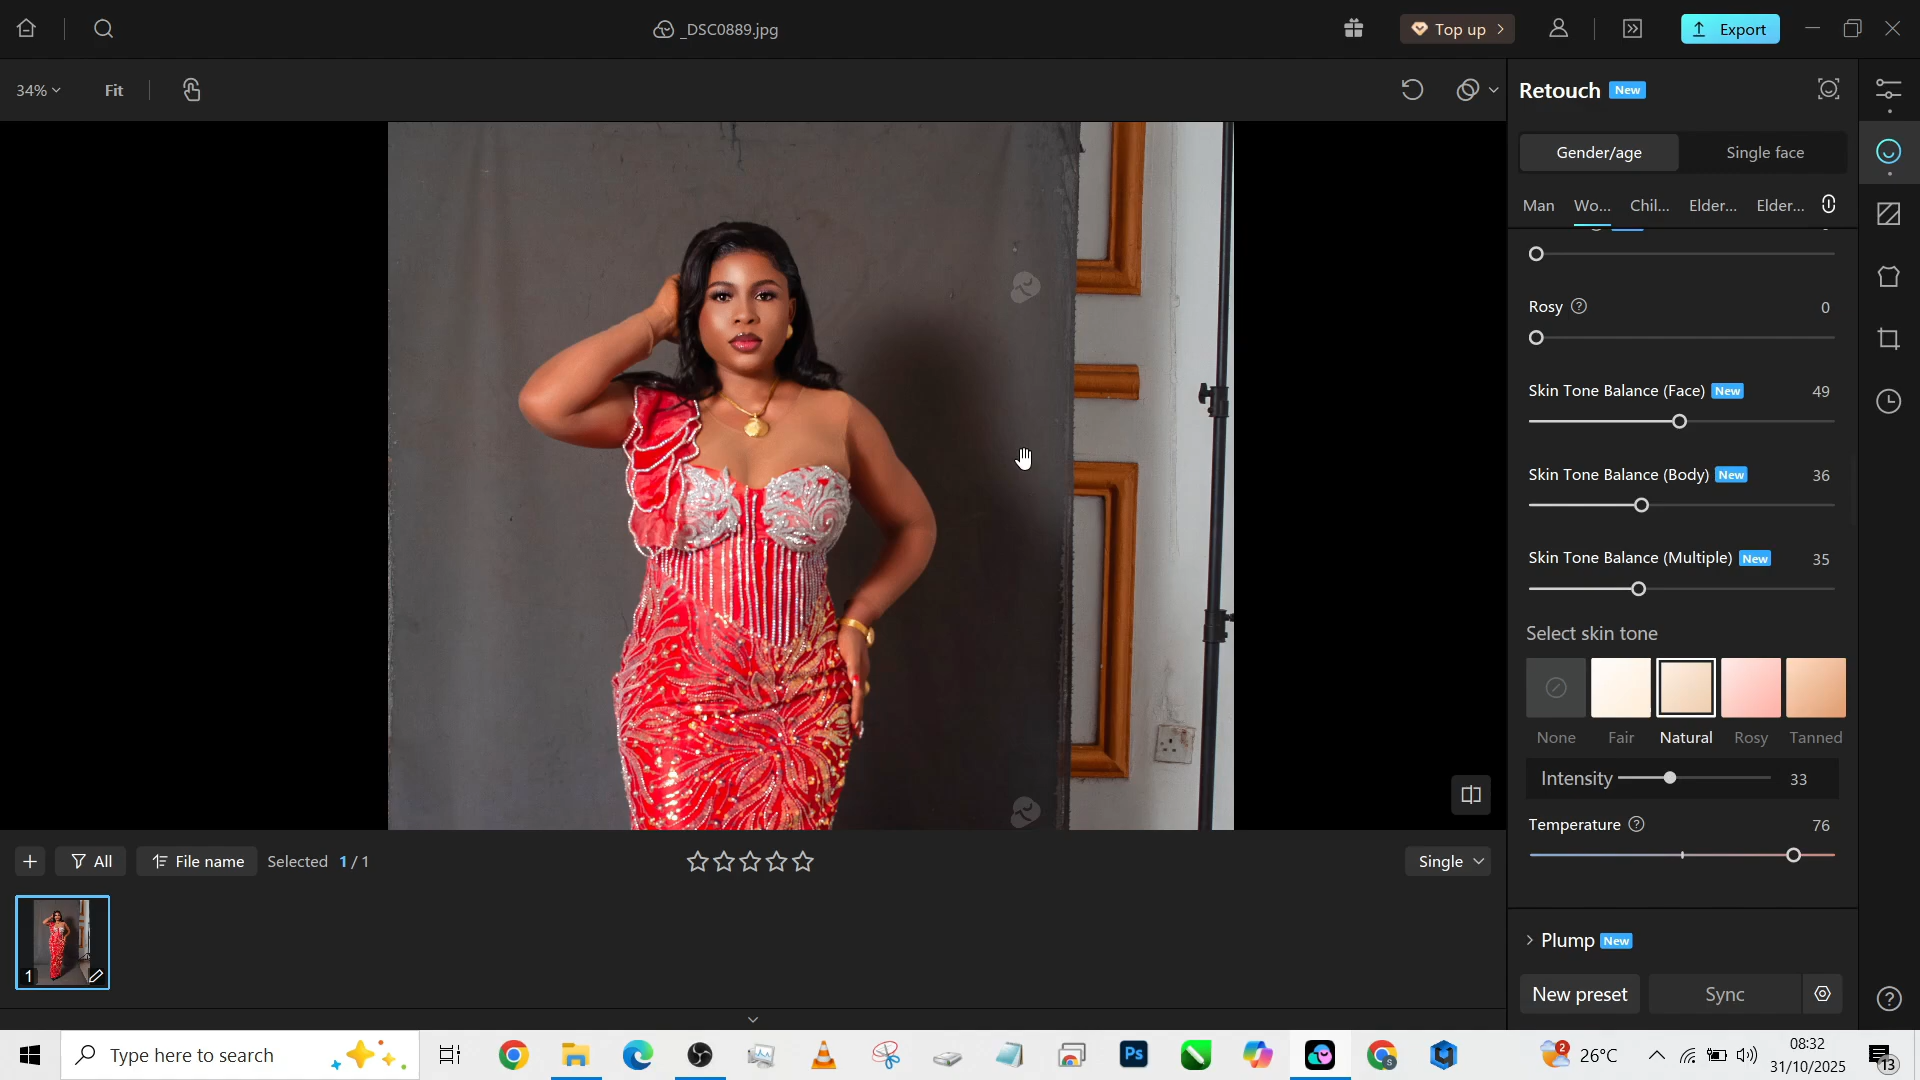 _DSC0889.jpg
Top up
Export
34%
Fit
Retouch New
Gender/age
Single face
Man
Wo...
Chil...
Elder...
Elder...
Rosy 0
Skin Tone Balance (Face) New 49
Skin Tone Balance (Body) New 36
Skin Tone Balance (Multiple) New 35
Select skin tone
None
Fair
Natural
Rosy
Tanned
Intensity 33
Temperature 76
All
File name
Selected 1/1
Single
1
Plump New
New preset
Sync
Type here to search
Ps
S
2
26°C
08:32
31/10/2025
13